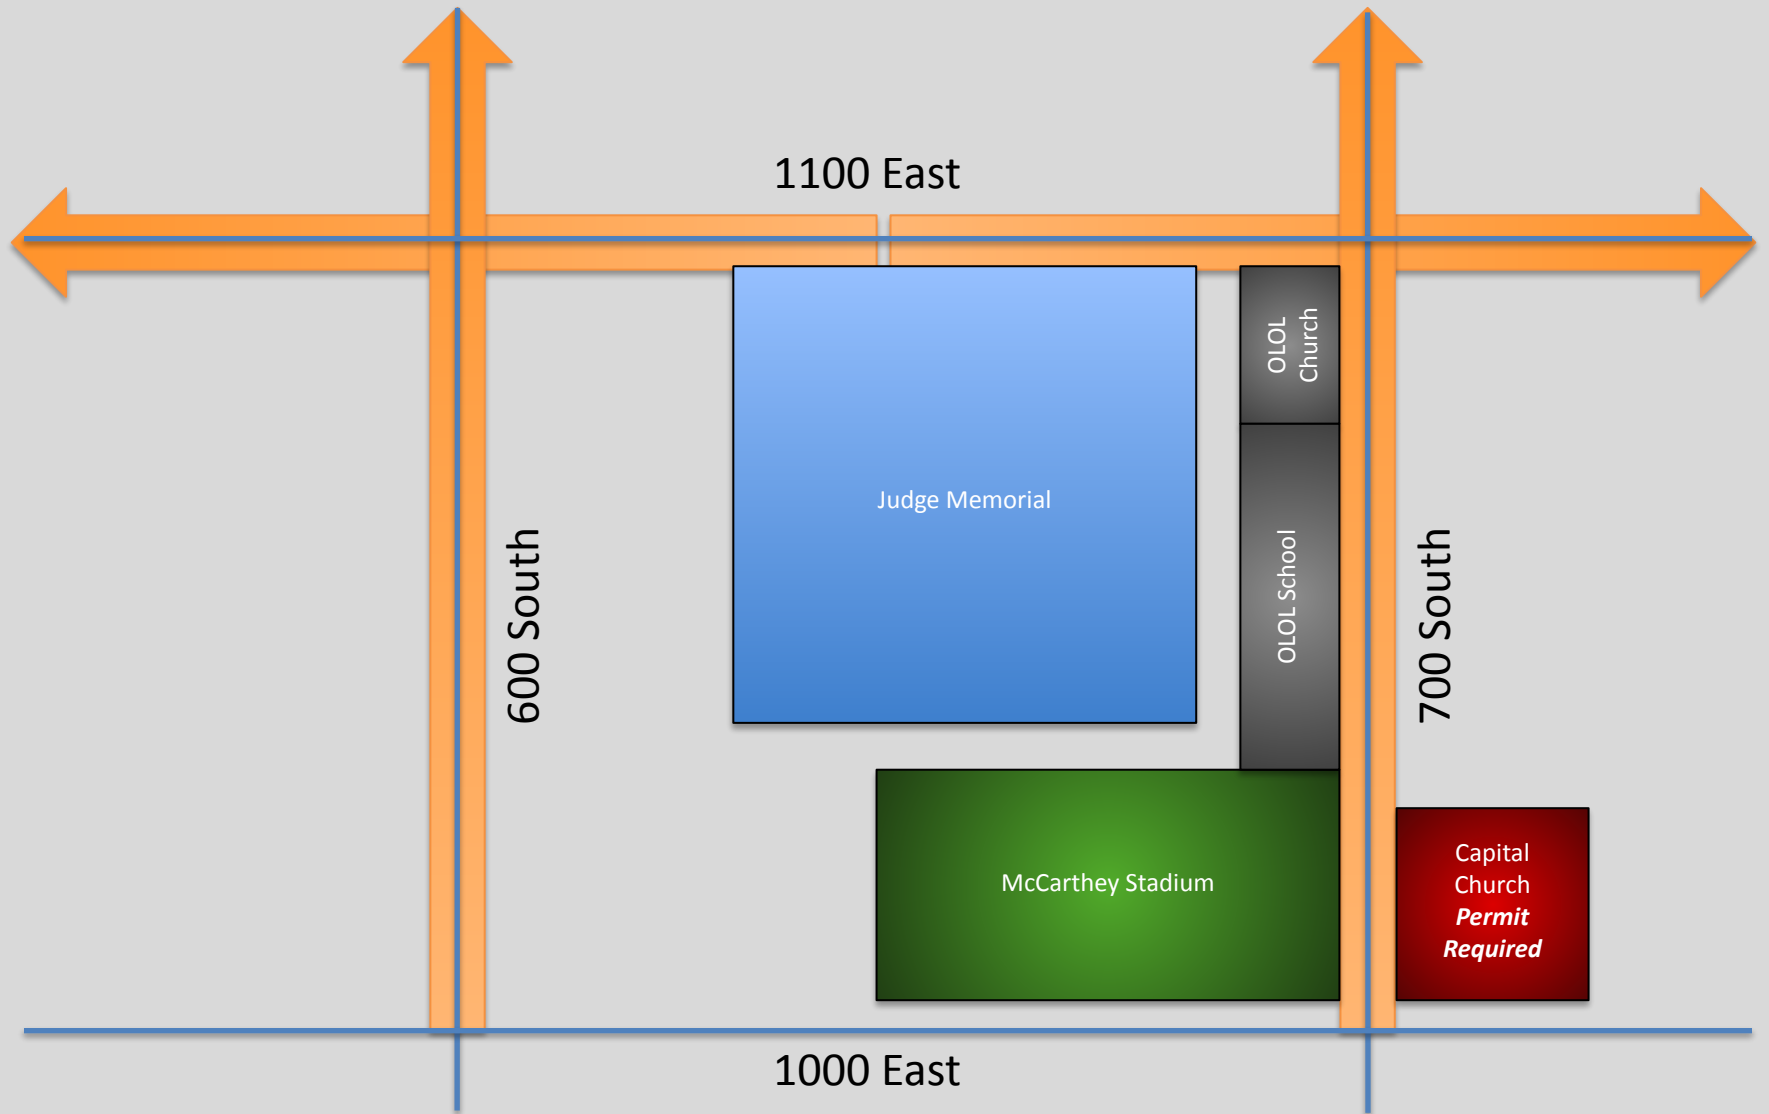 1100 East
OLOL
Church
Judge Memorial
600 South
OLOL School
700 South
McCarthey Stadium
Capital
Church
Permit
Required
1000 East